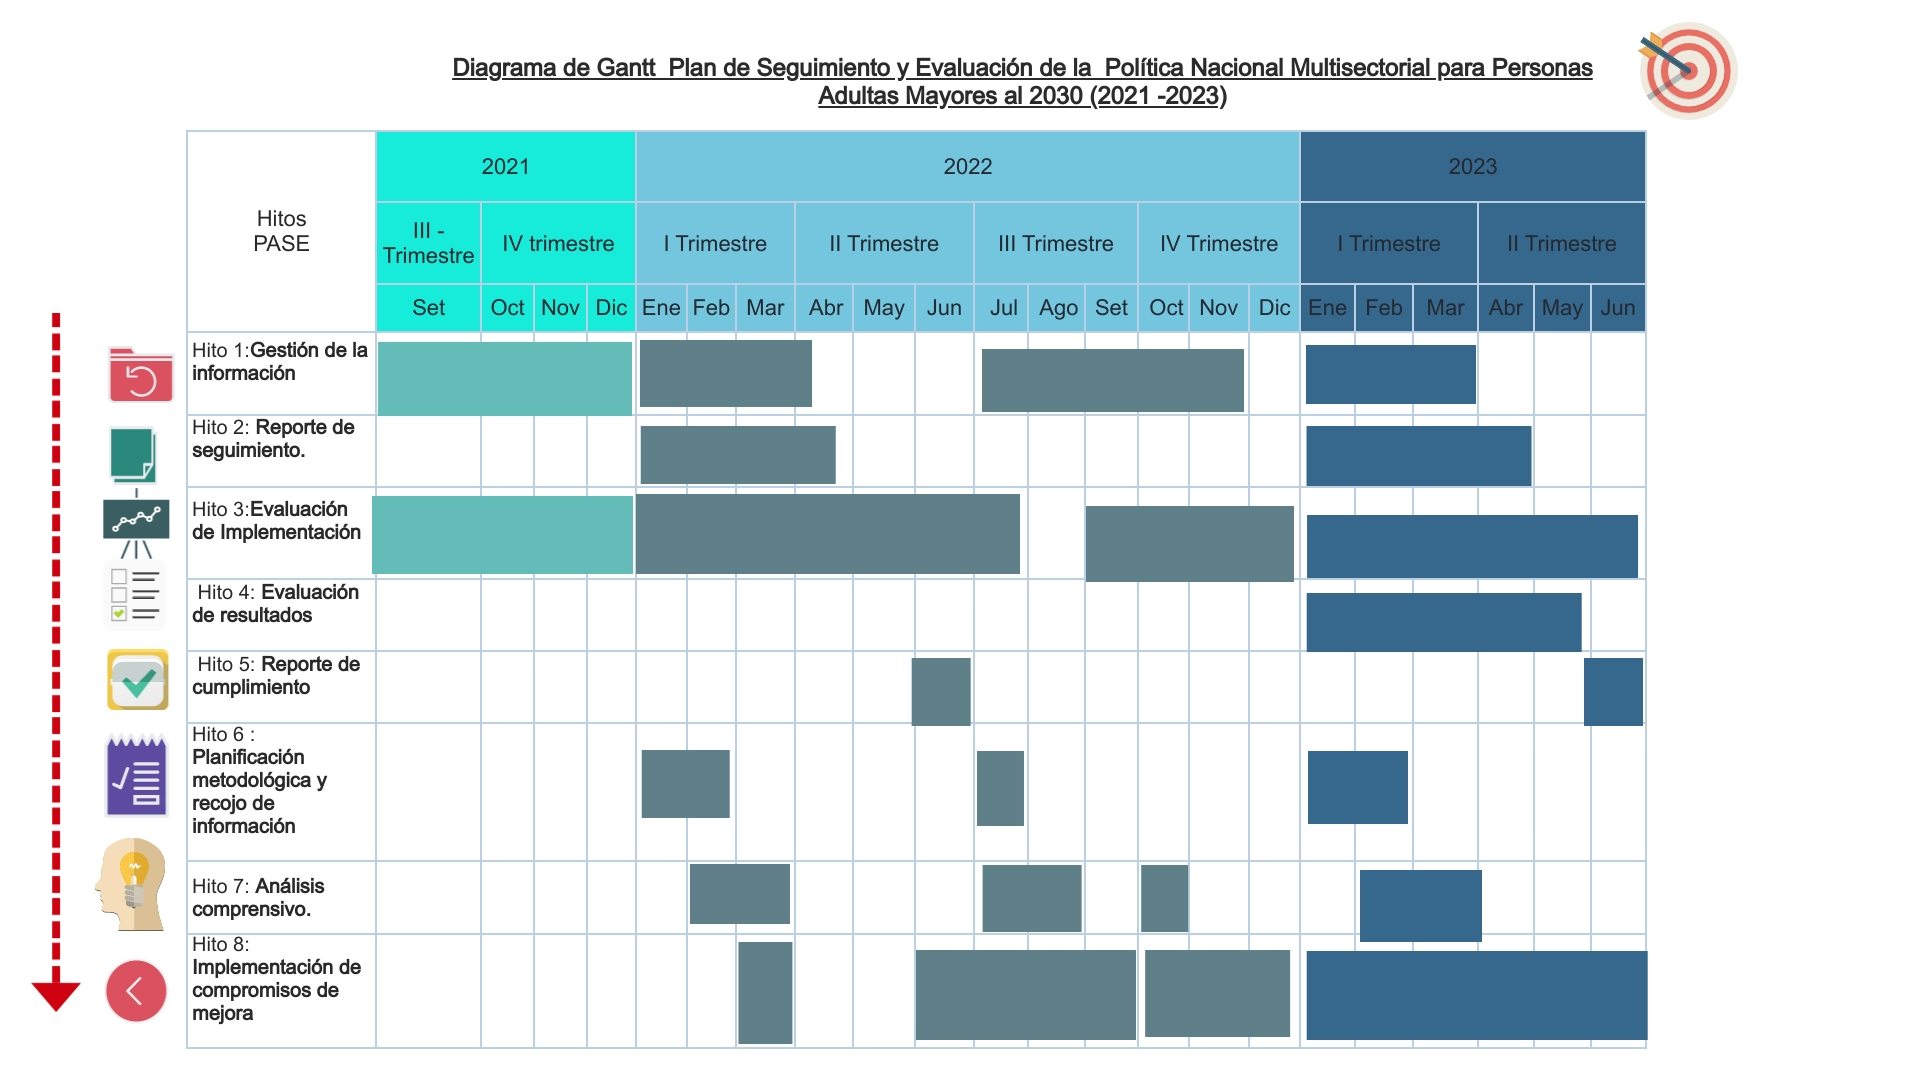 Diagrama de Gantt  Plan de Seguimiento y Evaluación de la  Política Nacional Multisectorial para Personas
Adultas Mayores al 2030 (2021 -2023)
Hitos
PASE
2021
2022
2023
III -
Trimestre
IV trimestre
I Trimestre
II Trimestre
III Trimestre
IV Trimestre
I Trimestre
II Trimestre
Set
Oct
Nov
Dic
Ene
Feb
Mar
Abr
May
Jun
Jul
Ago
Set
Oct
Nov
Dic
Ene
Feb
Mar
Abr
May
Jun
Hito 1:Gestión de la
información
Hito 2: Reporte de
seguimiento.
Hito 3:Evaluación
de Implementación
Hito 4: Evaluación
de resultados
Hito 5: Reporte de
cumplimiento
Hito 6 :
Planificación
metodológica y
recojo de
información
Hito 7: Análisis
comprensivo.
Hito 8:
Implementación de
compromisos de
mejora